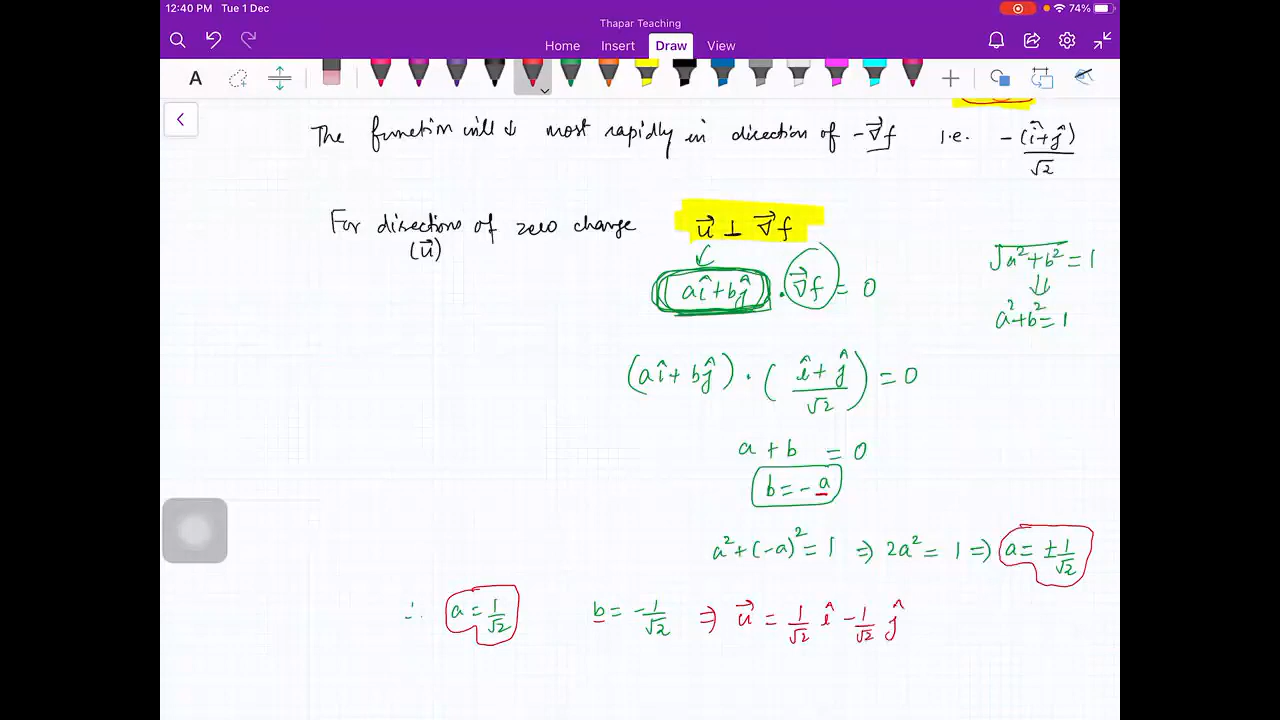 12:40 PM Tue 1 Dec 74%
Thapar Teaching
Home Insert Draw View
A
The function will ↓ most rapidly in direction of -∇⃗f i.e. -(î+ĵ)/√2
For directions of zero change u⃗ ⊥ ∇⃗f
(u⃗)
√a²+b² = 1
(aî+bĵ) · ∇⃗f = 0
⇓
a²+b²=1
(aî+bĵ) · (î+ĵ/√2) = 0
a + b = 0
b = -a
a²+(-a)²=1 ⇒ 2a² = 1 ⇒ a = ±1/√2
∴ a = 1/√2 b = -1/√2 ⇒ u⃗ = 1/√2 î - 1/√2 ĵ